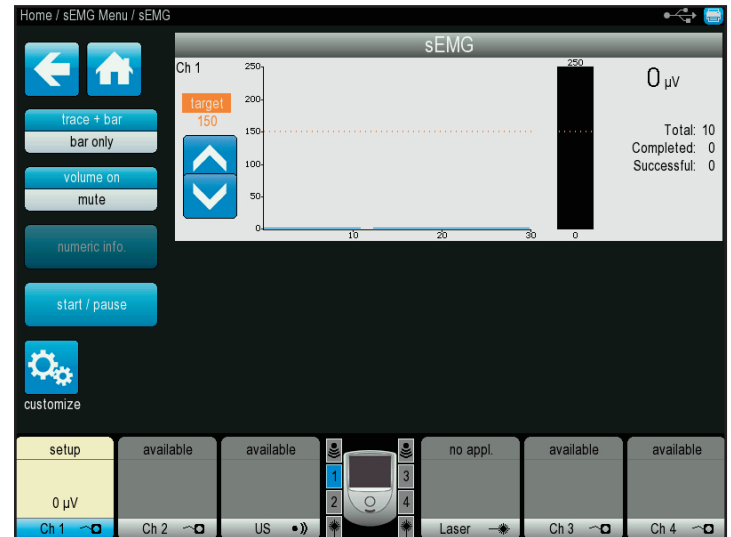 Home / sEMG Menu / sEMG
sEMG
Ch 1
250
200
150
100
50
0
10
20
30
target
150
250
0
0 µV
Total: 10
Completed: 0
Successful: 0
trace + bar
bar only
volume on
mute
numeric info.
start / pause
customize
setup
0 µV
Ch 1
available
Ch 2
available
US
1
2
3
4
no appl.
Laser
available
Ch 3
available
Ch 4